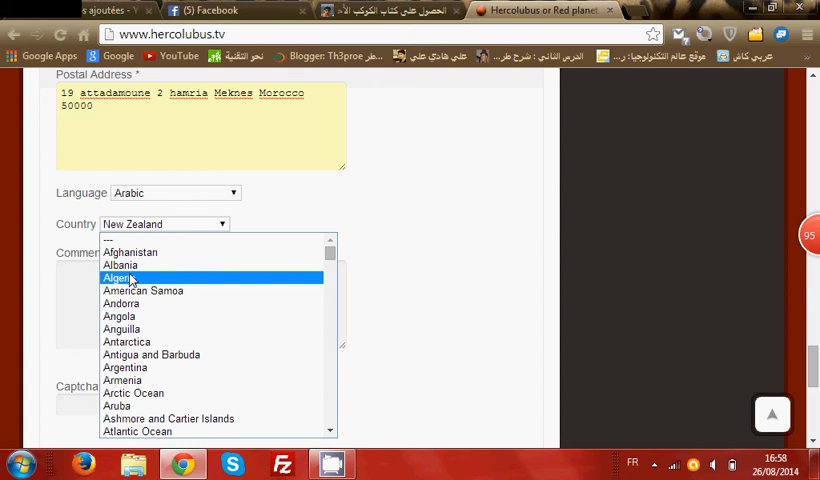 s ajoutées - Y
(5) Facebook
الحصول على كتاب الكوكب الأ>
Hercolubus or Red planet
www.hercolubus.tv
Google Apps
Google
YouTube
نحو التقنية
Blogger: Th3proe
علي هادي علي
الدرس الثاني : شرح طر...
موقع عالم التكنولوجيا: ر...
عربي كاش
Postal Address *
19 attadamoune 2 hamria Meknes Morocco
50000
Language Arabic
Country New Zealand
---
Afghanistan
Commen
Albania
Algeri
American Samoa
Andorra
Angola
Anguilla
Antarctica
Antigua and Barbuda
Argentina
Armenia
Captcha
Arctic Ocean
Aruba
Ashmore and Cartier Islands
Atlantic Ocean
95
FR
16:58
26/08/2014